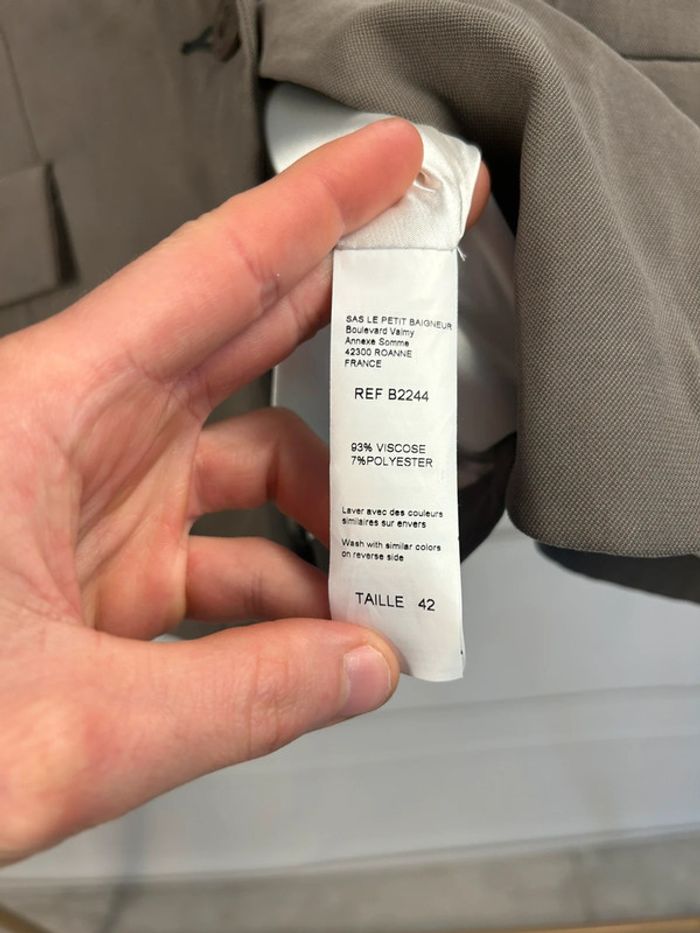 SAS LE PETIT BAIGNEUR
Boulevard Valmy
Annexe Somme
42300 ROANNE
FRANCE
REF B2244
93% VISCOSE
7%POLYESTER
Laver avec des couleurs
similaires sur envers
Wash with similar colors
on reverse side
TAILLE 42